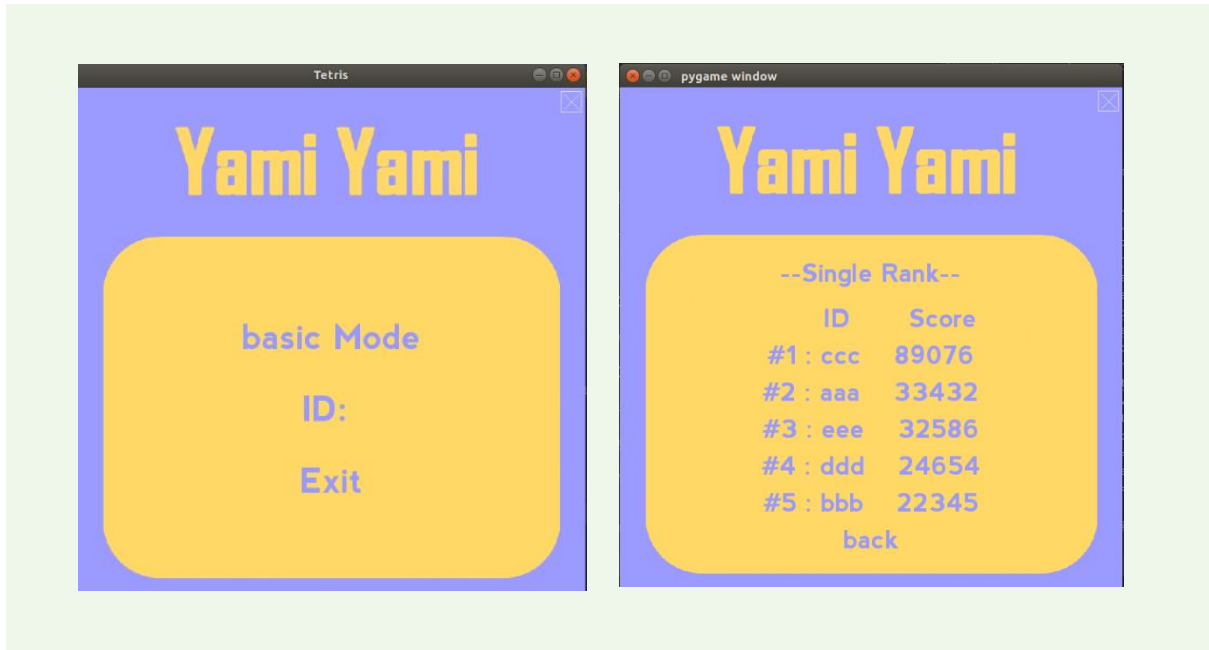 Tetris
Yami Yami
basic Mode
ID:
Exit
pygame window
Yami Yami
--Single Rank--
ID Score
#1 : ccc 89076
#2 : aaa 33432
#3 : eee 32586
#4 : ddd 24654
#5 : bbb 22345
back